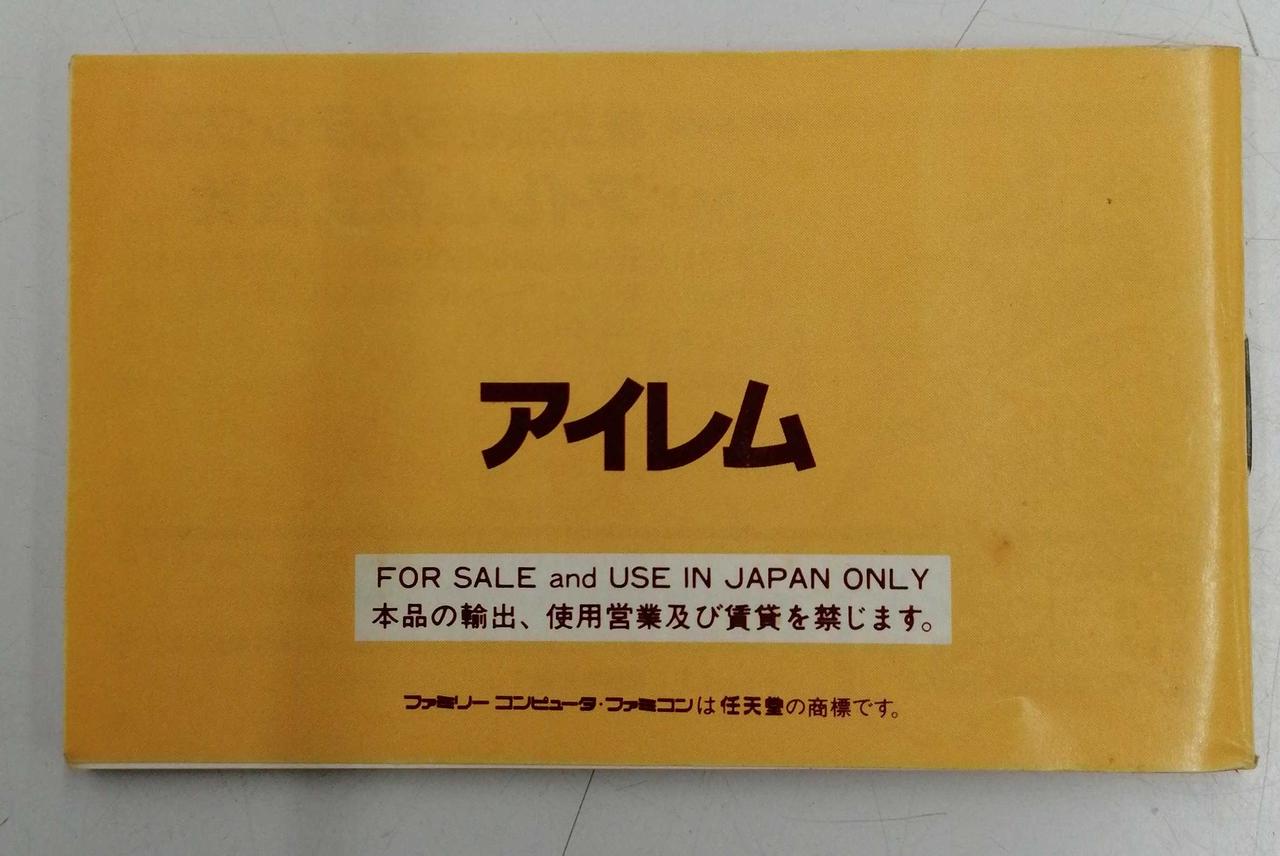 アイレム
FOR SALE and USE IN JAPAN ONLY
本品の輸出、使用営業及び賃貸を禁じます。
ファミリーコンピュータ・ファミコンは任天堂の商標です。